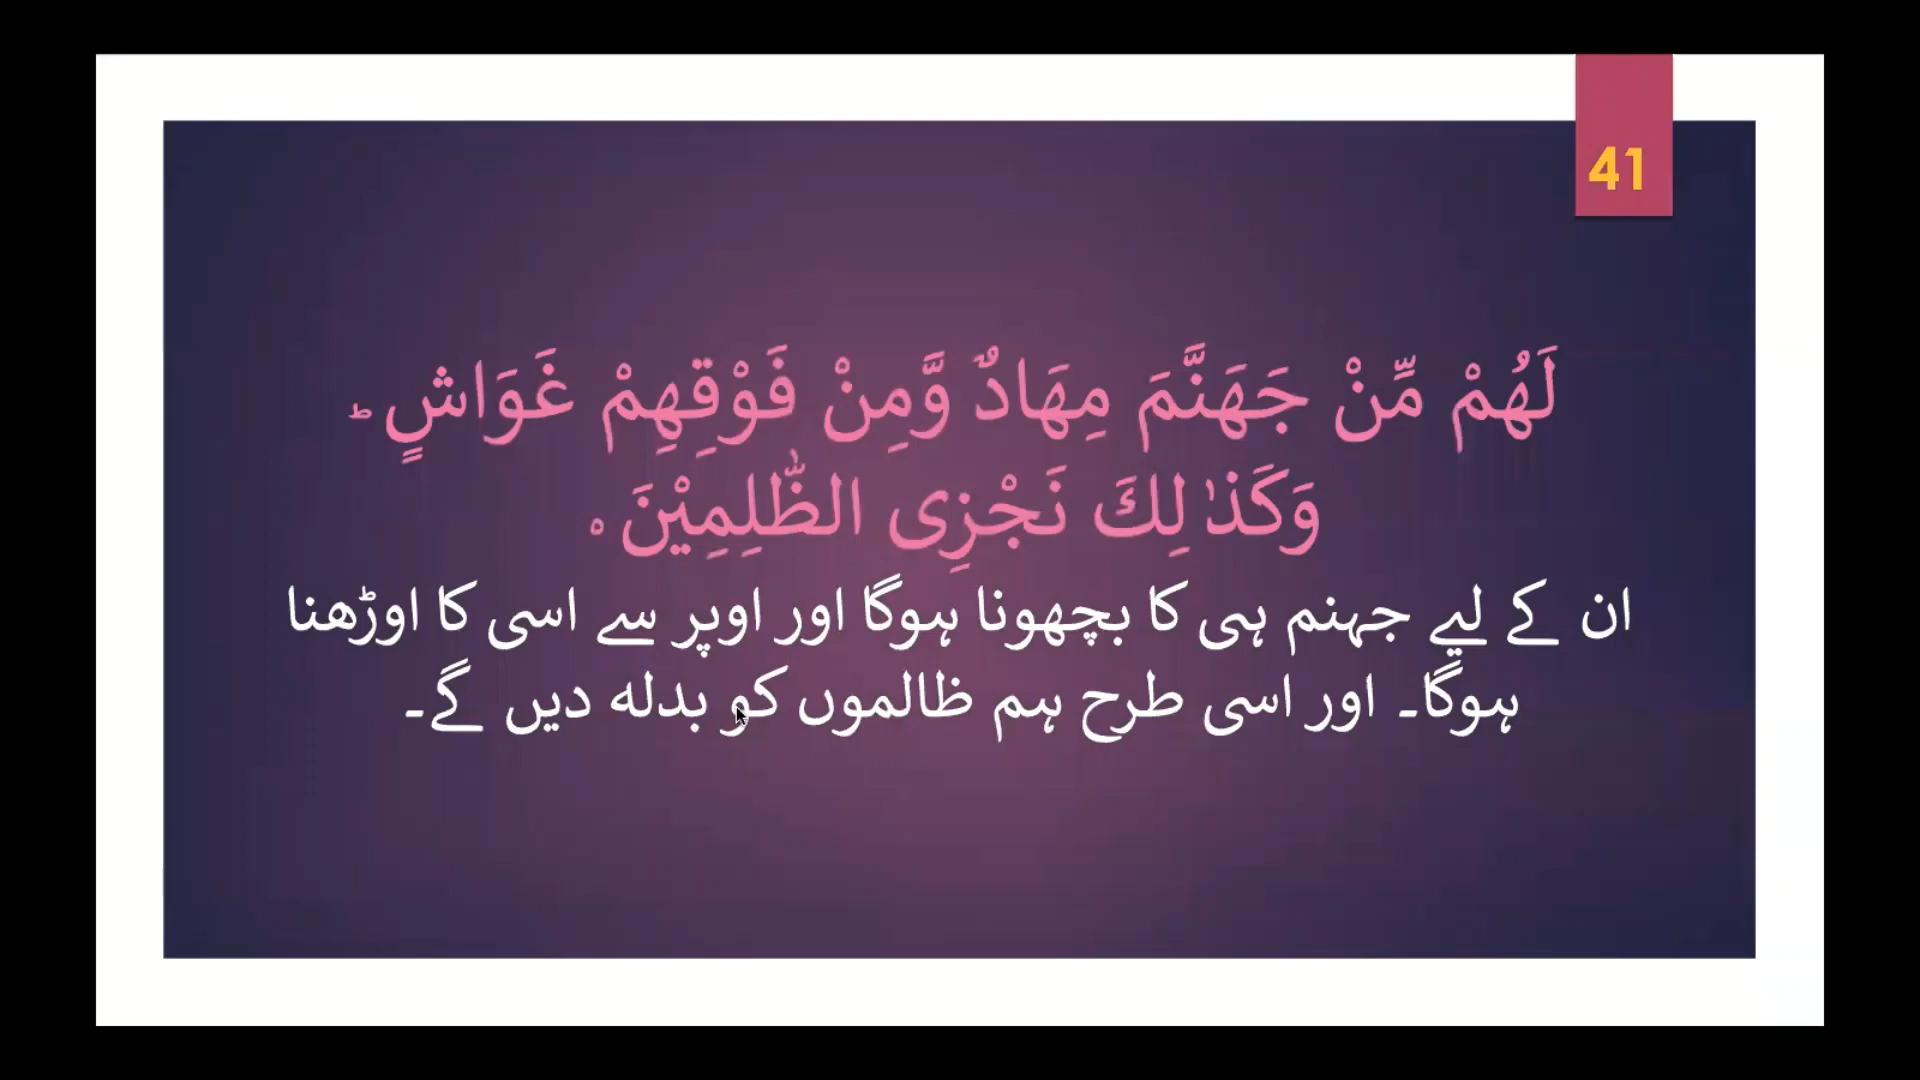 41
لَهُمْ مِّنْ جَهَنَّمَ مِهَادٌ وَّمِنْ فَوْقِهِمْ غَوَاشٍ ؕ
وَكَذٰلِكَ نَجْزِى الظّٰلِمِيْنَ ہ
ان کے لیے جہنم ہی کا بچھونا ہوگا اور اوپر سے اسی کا اوڑھنا
ہوگا۔ اور اسی طرح ہم ظالموں کو بدلہ دیں گے۔